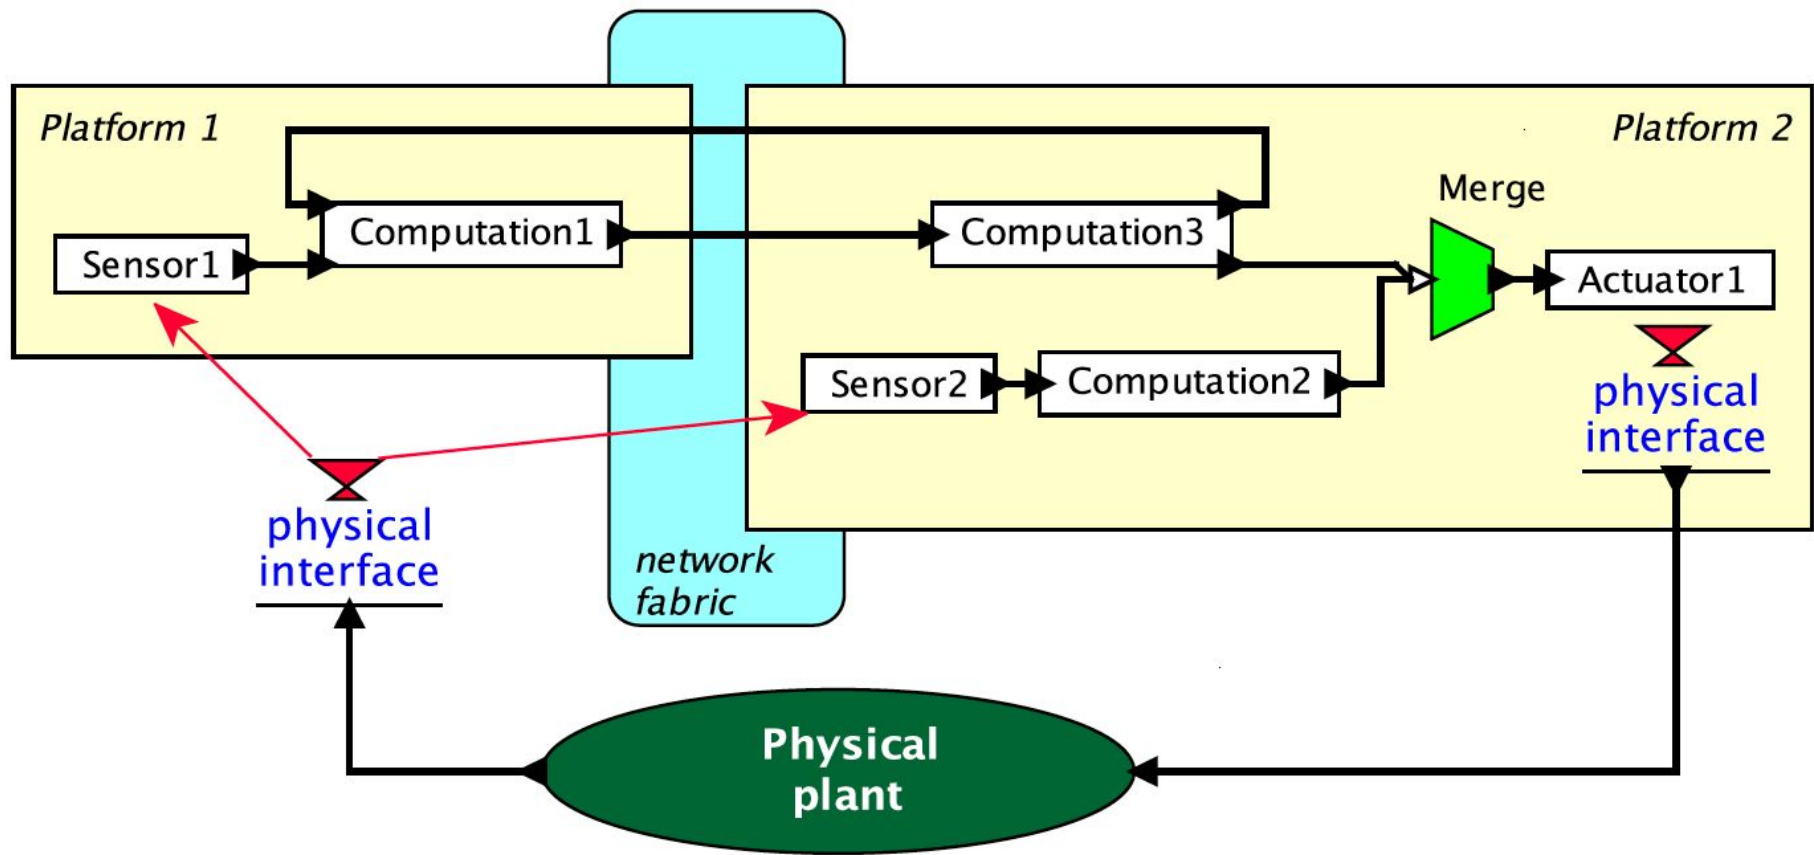 Platform 1
Platform 2
Merge
Computation1
Computation3
Sensor1
Actuator1
Sensor2
Computation2
physical
interface
physical
interface
network
fabric
Physical
plant